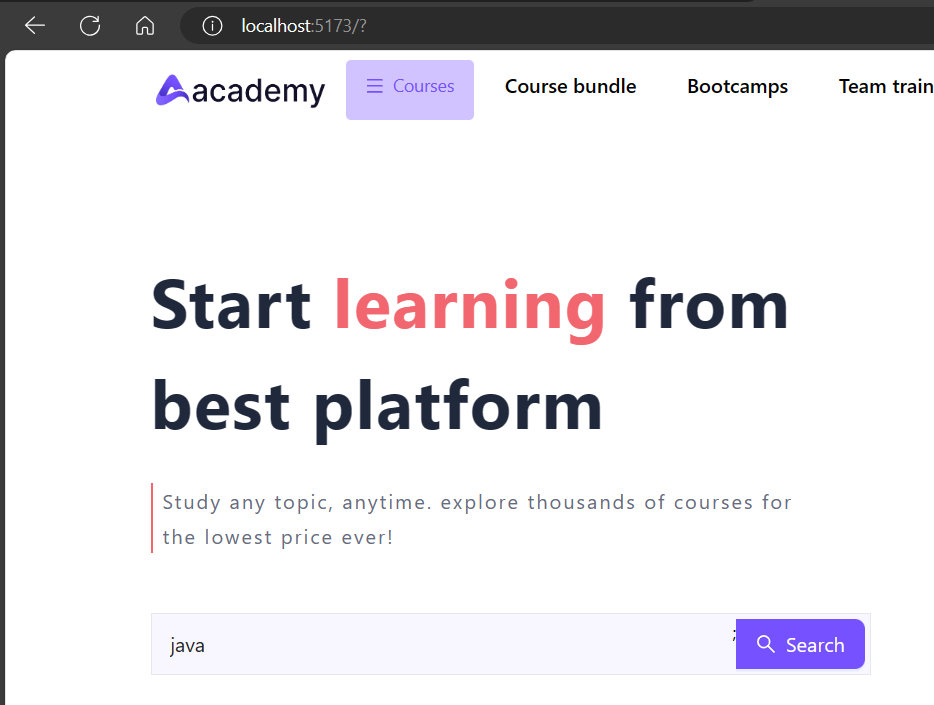 localhost:5173/?
academy
Courses
Course bundle
Bootcamps
Team train
Start learning from
best platform
Study any topic, anytime. explore thousands of courses for
the lowest price ever!
java
;
Search